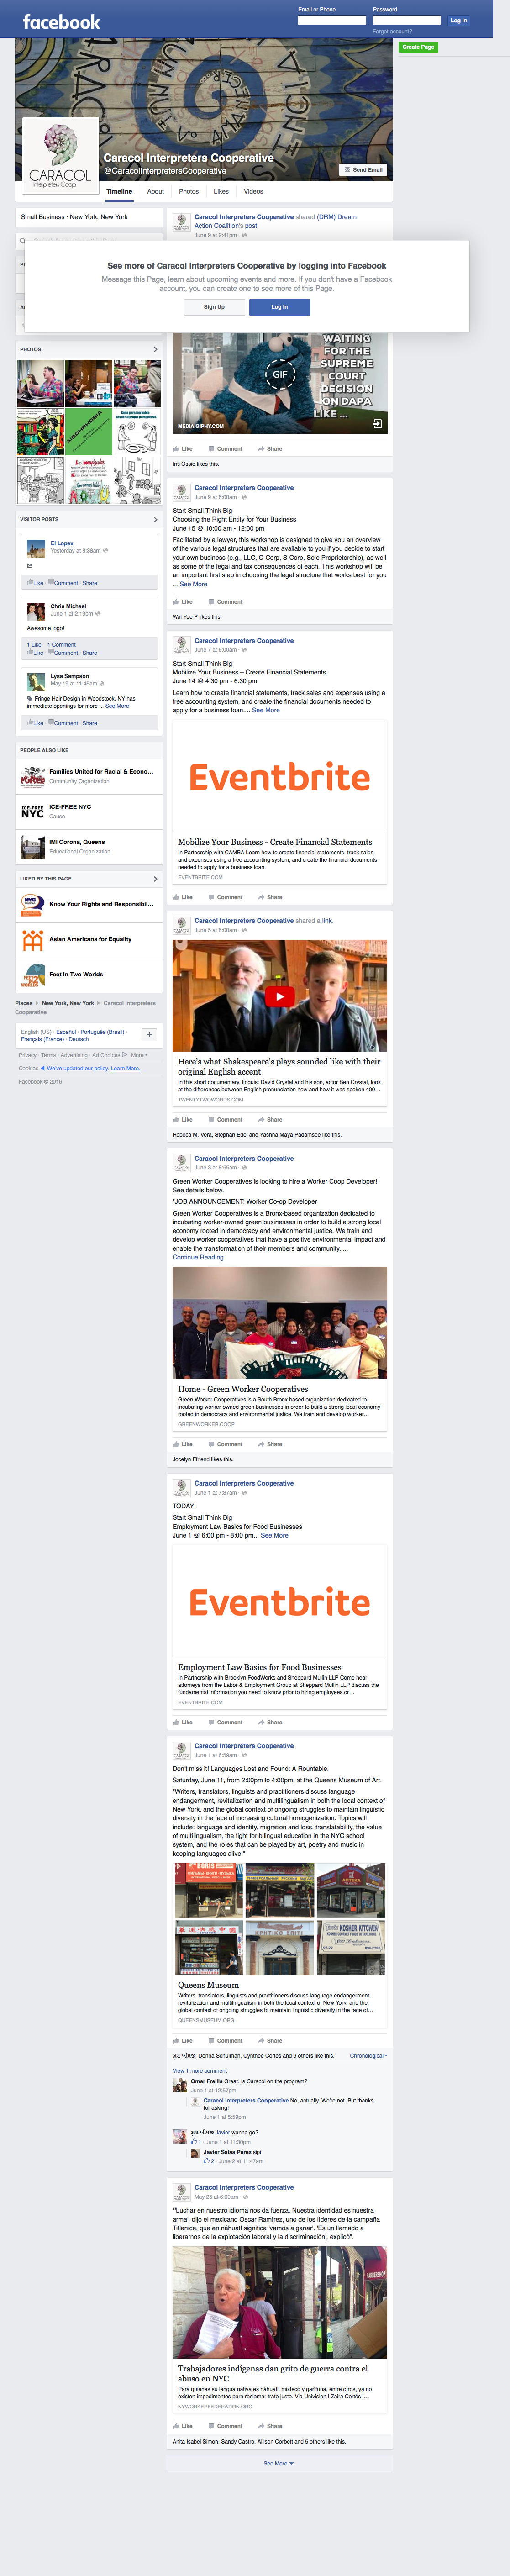 facebook
Email or Phone
Password
Log In
Forgot account?
Create Page
CARACOL
Interpreters Coop.
Caracol Interpreters Cooperative
@CaracolInterpretersCooperative
Send Email
Timeline
About
Photos
Likes
Videos
Small Business · New York, New York
Caracol Interpreters Cooperative shared (DRM) Dream
Action Coalition's post.
June 9 at 2:41pm ·
See more of Caracol Interpreters Cooperative by logging into Facebook
Message this Page, learn about upcoming events and more. If you don't have a Facebook
account, you can create one to see more of this Page.
Sign Up
Log In
WAITING
FOR THE
SUPREME
COURT
DECISION
ON DAPA
LIKE ...
GIF
MEDIA.GIPHY.COM
Like Comment Share
Inti Ossio likes this.
PHOTOS
VISITOR POSTS
El Lopex
Yesterday at 8:38am ·
Like · Comment · Share
Chris Michael
June 1 at 2:19pm ·
Awesome logo!
1 Like 1 Comment
Like · Comment · Share
Lysa Sampson
May 19 at 11:45am ·
Fringe Hair Design in Woodstock, NY has
immediate openings for more ... See More
Like · Comment · Share
PEOPLE ALSO LIKE
Families United for Racial & Econo...
Community Organization
ICE-FREE
NYC
ICE-FREE NYC
Cause
IMI Corona, Queens
Educational Organization
LIKED BY THIS PAGE
Know Your Rights and Responsibil...
Asian Americans for Equality
Feet In Two Worlds
Places > New York, New York > Caracol Interpreters
Cooperative
English (US) · Español · Português (Brasil) ·
Français (France) · Deutsch
Privacy · Terms · Advertising · Ad Choices · More
Cookies We've updated our policy. Learn More.
Facebook © 2016
Caracol Interpreters Cooperative
June 9 at 6:00am ·
Start Small Think Big
Choosing the Right Entity for Your Business
June 15 @ 10:00 am - 12:00 pm
Facilitated by a lawyer, this workshop is designed to give you an overview
of the various legal structures that are available to you if you decide to start
your own business (e.g., LLC, C-Corp, S-Corp, Sole Proprietorship), as well
as some of the legal and tax consequences of each. This workshop will be
an important first step in choosing the legal structure that works best for you
... See More
Like Comment
Wai Yee P likes this.
Caracol Interpreters Cooperative
June 7 at 6:00am ·
Start Small Think Big
Mobilize Your Business – Create Financial Statements
June 14 @ 4:30 pm - 6:30 pm
Learn how to create financial statements, track sales and expenses using a
free accounting system, and create the financial documents needed to
apply for a business loan.... See More
Eventbrite
Mobilize Your Business - Create Financial Statements
In Partnership with CAMBA Learn how to create financial statements, track
sales and expenses using a free accounting system, and create the financial documents
needed to apply for a business loan.
EVENTBRITE.COM
Like Comment Share
Caracol Interpreters Cooperative shared a link.
June 5 at 6:00am ·
Here's what Shakespeare's plays sounded like with their
original English accent
In this short documentary, linguist David Crystal and his son, actor Ben Crystal, look
at the differences between English pronunciation now and how it was spoken 400...
TWENTYTWOWORDS.COM
Like Comment Share
Rebeca M. Vera, Stephan Edel and Yashna Maya Padamsee like this.
Caracol Interpreters Cooperative
June 3 at 8:55am ·
Green Worker Cooperatives is looking to hire a Worker Coop Developer!
See details below.
"JOB ANNOUNCEMENT: Worker Co-op Developer
Green Worker Cooperatives is a Bronx-based organization dedicated to
incubating worker-owned green businesses in order to build a strong local
economy rooted in democracy and environmental justice. We train and
develop worker cooperatives that have a positive environmental impact and
enable the transformation of their members and community. ...
Continue Reading
Home - Green Worker Cooperatives
Green Worker Cooperatives is a South Bronx based organization dedicated to
incubating worker-owned green businesses in order to build a strong local economy
rooted in democracy and environmental justice. We train and develop worker...
GREENWORKER.COOP
Like Comment Share
Jocelyn Ffriend likes this.
Caracol Interpreters Cooperative
June 1 at 7:37am ·
TODAY!
Start Small Think Big
Employment Law Basics for Food Businesses
June 1 @ 6:00 pm - 8:00 pm... See More
Eventbrite
Employment Law Basics for Food Businesses
In Partnership with Brooklyn FoodWorks and Sheppard Mullin LLP Come hear
attorneys from the Labor & Employment Group at Sheppard Mullin LLP discuss the
fundamental information you need to know prior to hiring employees or...
EVENTBRITE.COM
Like Comment Share
Caracol Interpreters Cooperative
June 1 at 6:59am ·
Don't miss it! Languages Lost and Found: A Rountable.
Saturday, June 11, from 2:00pm to 4:00pm, at the Queens Museum of Art.
"Writers, translators, linguists and practitioners discuss language
endangerment, revitalization and multilingualism in both the local context of
New York, and the global context of ongoing struggles to maintain linguistic
diversity in the face of increasing cultural homogenization. Topics will
include: language and identity, migration and loss, translatability, the value
of multilingualism, the fight for bilingual education in the NYC school
system, and the roles that can be played by art, poetry and music in
keeping languages alive."
KOSHER KITCHEN
Queens Museum
Writers, translators, linguists and practitioners discuss language endangerment,
revitalization and multilingualism in both the local context of New York, and the
global context of ongoing struggles to maintain linguistic diversity in the face of...
QUEENSMUSEUM.ORG
Like Comment Share
Donna Schulman, Cynthee Cortes and 9 others like this.
Chronological
View 1 more comment
Omar Freilla Great. Is Caracol on the program?
June 1 at 12:57pm
Caracol Interpreters Cooperative No, actually. We're not. But thanks
for asking!
June 1 at 5:59pm
Javier wanna go?
1 · June 1 at 11:30pm
Javier Salas Pérez sipi
2 · June 2 at 11:47am
Caracol Interpreters Cooperative
May 25 at 6:00am ·
"'Luchar en nuestro idioma nos da fuerza. Nuestra identidad es nuestra
arma', dijo el mexicano Oscar Ramírez, uno de los líderes de la campaña
Titlanice, que en náhuatl significa 'vamos a ganar'. 'Es un llamado a
liberarnos de la explotación laboral y la discriminación', explicó".
Trabajadores indígenas dan grito de guerra contra el
abuso en NYC
Para quienes su lengua nativa es náhuatl, mixteco y garífuna, entre otros, ya no
existen impedimentos para reclamar trato justo. Vía Univision | Zaira Cortés |...
NYWORKERFEDERATION.ORG
Like Comment Share
Anita Isabel Simon, Sandy Castro, Allison Corbett and 5 others like this.
See More